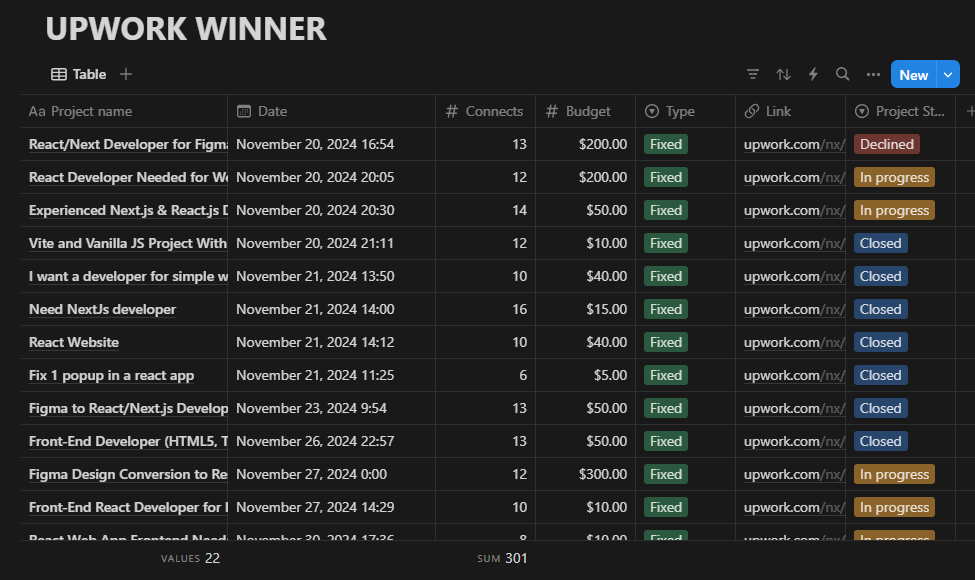 UPWORK WINNER
Table
New
Aa Project name Date # Connects # Budget Type Link Project St...
React/Next Developer for Figma November 20, 2024 16:54 13 $200.00 Fixed upwork.com/nx/ Declined
React Developer Needed for We November 20, 2024 20:05 12 $200.00 Fixed upwork.com/nx/ In progress
Experienced Next.js & React.js D November 20, 2024 20:30 14 $50.00 Fixed upwork.com/nx/ In progress
Vite and Vanilla JS Project With November 20, 2024 21:11 12 $10.00 Fixed upwork.com/nx/ Closed
I want a developer for simple w November 21, 2024 13:50 10 $40.00 Fixed upwork.com/nx/ Closed
Need NextJs developer November 21, 2024 14:00 16 $15.00 Fixed upwork.com/nx/ Closed
React Website November 21, 2024 14:12 10 $40.00 Fixed upwork.com/nx/ Closed
Fix 1 popup in a react app November 21, 2024 11:25 6 $5.00 Fixed upwork.com/nx/ Closed
Figma to React/Next.js Develop November 23, 2024 9:54 13 $50.00 Fixed upwork.com/nx/ Closed
Front-End Developer (HTML5, T November 26, 2024 22:57 13 $50.00 Fixed upwork.com/nx/ Closed
Figma Design Conversion to Re November 27, 2024 0:00 12 $300.00 Fixed upwork.com/nx/ In progress
Front-End React Developer for November 27, 2024 14:29 10 $10.00 Fixed upwork.com/nx/ In progress
React Web App Frontend Need November 30, 2024 17:36 8 $10.00 Fixed upwork.com/nx/ In progress
VALUES 22 SUM 301